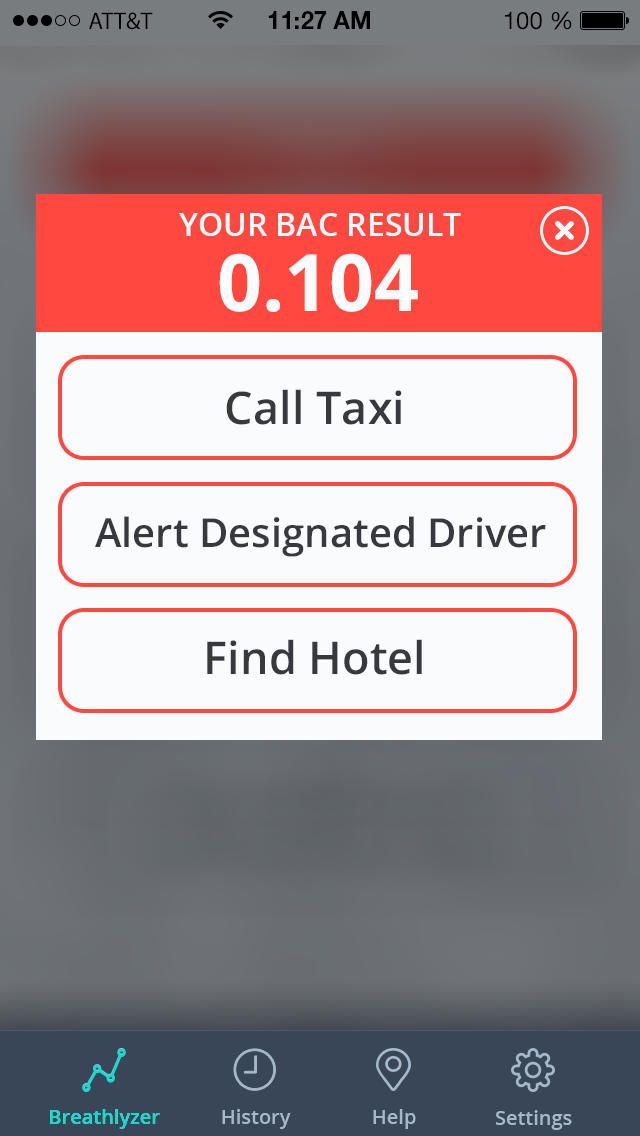 ATT&T 11:27 AM 100 %
YOUR BAC RESULT
0.104
Call Taxi
Alert Designated Driver
Find Hotel
Breathlyzer History Help Settings